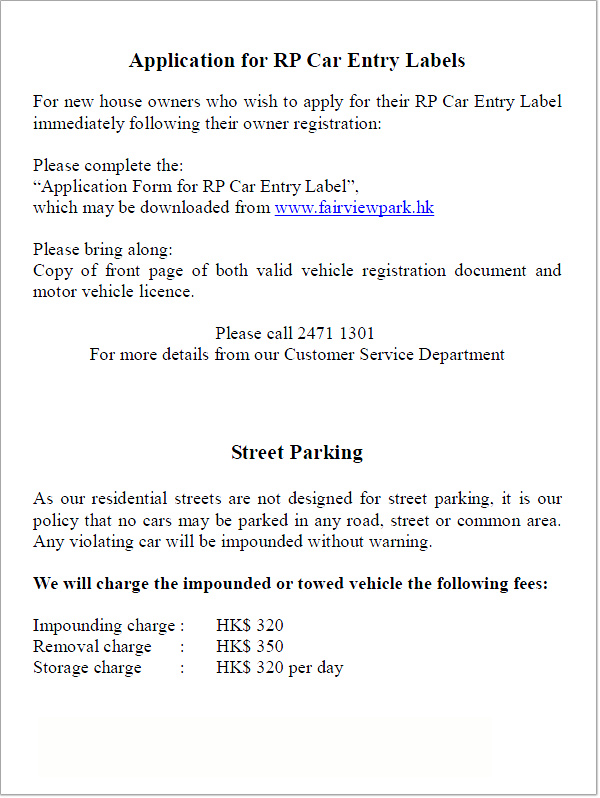 Application for RP Car Entry Labels
For new house owners who wish to apply for their RP Car Entry Label
immediately following their owner registration:
Please complete the:
“Application Form for RP Car Entry Label”,
which may be downloaded from www.fairviewpark.hk
Please bring along:
Copy of front page of both valid vehicle registration document and
motor vehicle licence.
Please call 2471 1301
For more details from our Customer Service Department
Street Parking
As our residential streets are not designed for street parking, it is our
policy that no cars may be parked in any road, street or common area.
Any violating car will be impounded without warning.
We will charge the impounded or towed vehicle the following fees:
Impounding charge : HK$ 320
Removal charge : HK$ 350
Storage charge : HK$ 320 per day